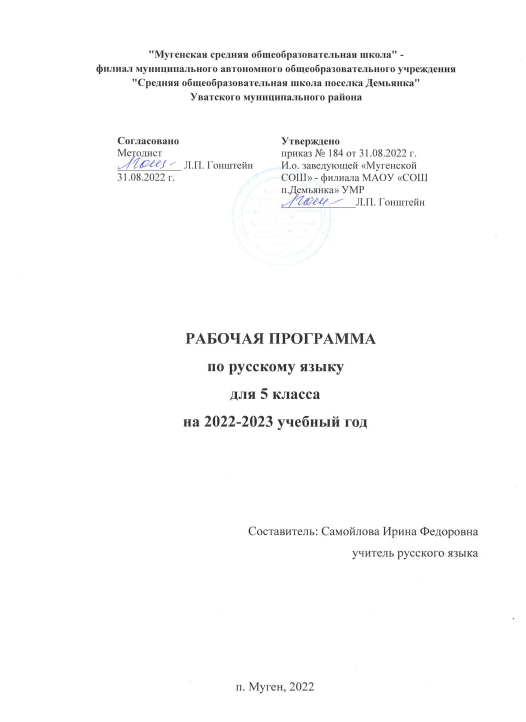 "Мугенская средняя общеобразовательная школа" -
филиал муниципального автономного общеобразовательного учреждения
"Средняя общеобразовательная школа поселка Демьянка"
Уватского муниципального района
Согласовано
Методист
Л.П. Гонштейн
31.08.2022 г.
Утверждено
приказ № 184 от 31.08.2022 г.
И.о. заведующей «Мугенской
СОШ» - филиала МАОУ «СОШ
п.Демьянка» УМР
Л.П. Гонштейн
РАБОЧАЯ ПРОГРАММА
по русскому языку
для 5 класса
на 2022-2023 учебный год
Составитель: Самойлова Ирина Федоровна
учитель русского языка
п. Муген, 2022